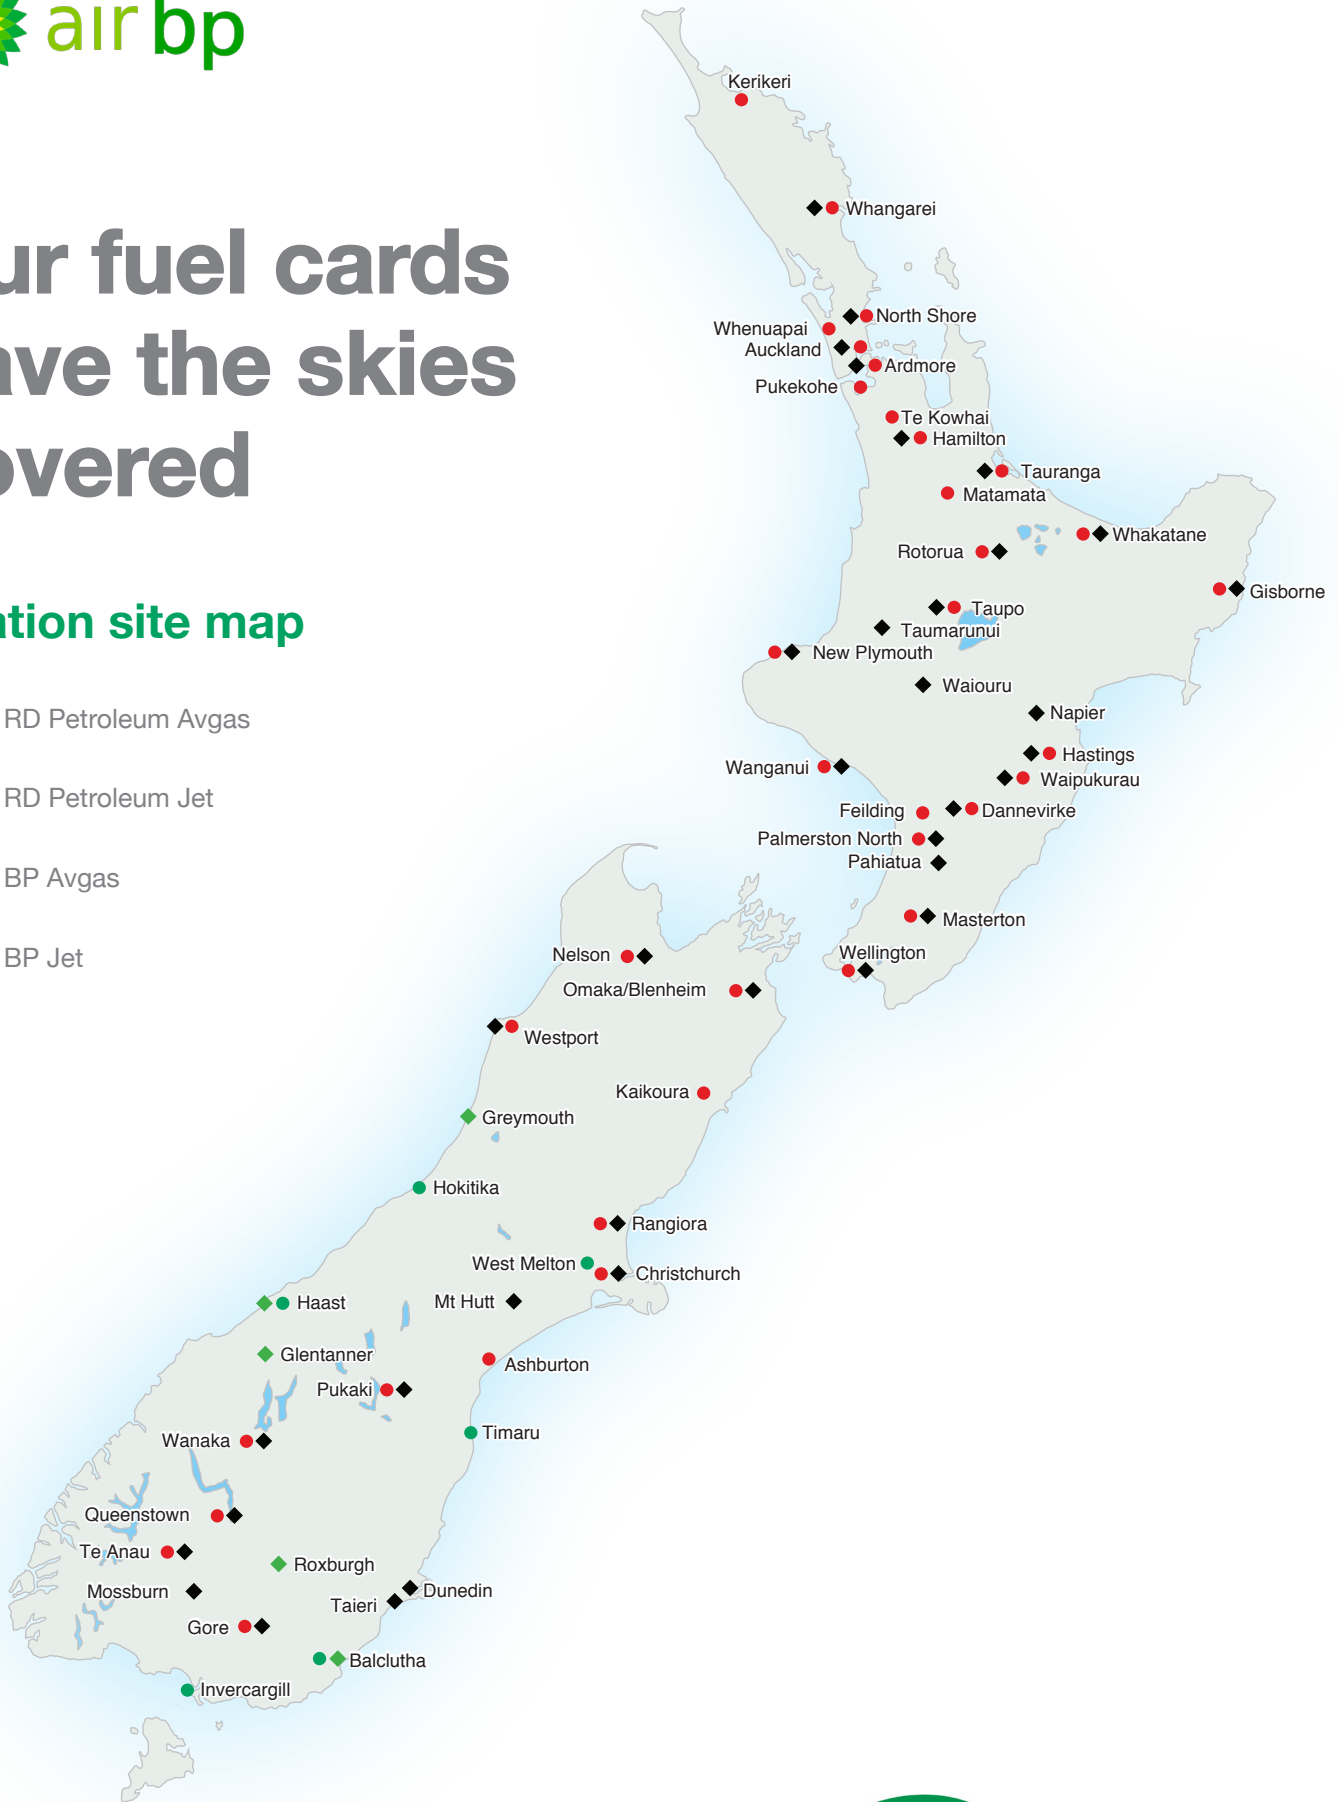 air bp
ur fuel cards
ave the skies
overed
ation site map
RD Petroleum Avgas
RD Petroleum Jet
BP Avgas
BP Jet
Kerikeri
Whangarei
North Shore
Whenuapai
Auckland
Ardmore
Pukekohe
Te Kowhai
Hamilton
Tauranga
Matamata
Whakatane
Rotorua
Gisborne
Taupo
Taumarunui
New Plymouth
Waiouru
Napier
Hastings
Wanganui
Waipukurau
Feilding
Dannevirke
Palmerston North
Pahiatua
Masterton
Wellington
Nelson
Omaka/Blenheim
Westport
Kaikoura
Greymouth
Hokitika
Rangiora
West Melton
Christchurch
Mt Hutt
Haast
Glentanner
Ashburton
Pukaki
Timaru
Wanaka
Queenstown
Te Anau
Roxburgh
Mossburn
Dunedin
Taieri
Gore
Balclutha
Invercargill